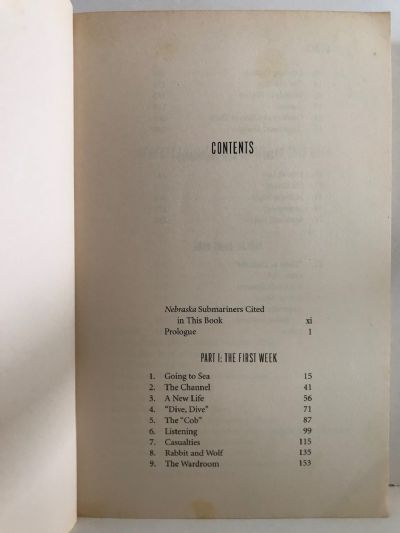 CONTENTS
Nebraska Submariners Cited
in This Book xi
Prologue 1
PART I: THE FIRST WEEK
1. Going to Sea 15
2. The Channel 41
3. A New Life 56
4. “Dive, Dive” 71
5. The “Cob” 87
6. Listening 99
7. Casualties 115
8. Rabbit and Wolf 135
9. The Wardroom 153